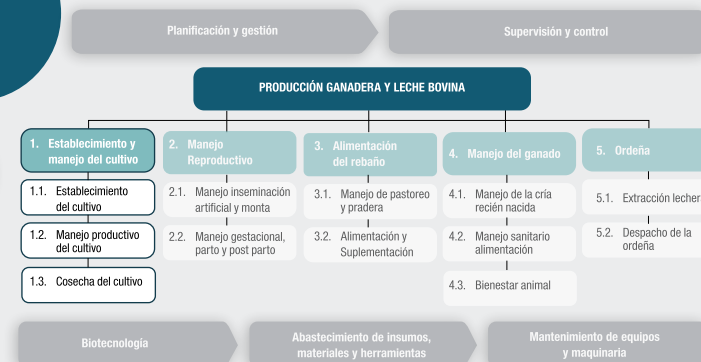 Planificación y gestión
Supervisión y control
PRODUCCIÓN GANADERA Y LECHE BOVINA
1. Establecimiento y
manejo del cultivo
1.1. Establecimiento
del cultivo
1.2. Manejo productivo
del cultivo
1.3. Cosecha del cultivo
2. Manejo
Reproductivo
2.1. Manejo inseminación
artificial y monta
2.2. Manejo gestacional,
parto y post parto
3. Alimentación
del rebaño
3.1. Manejo de pastoreo
y pradera
3.2. Alimentación y
Suplementación
4. Manejo del ganado
4.1. Manejo de la cría
recién nacida
4.2. Manejo sanitario
alimentación
4.3. Bienestar animal
5. Ordeña
5.1. Extracción lecher
5.2. Despacho de la
ordeña
Biotecnología
Abastecimiento de insumos,
materiales y herramientas
Mantenimiento de equipos
y maquinaria